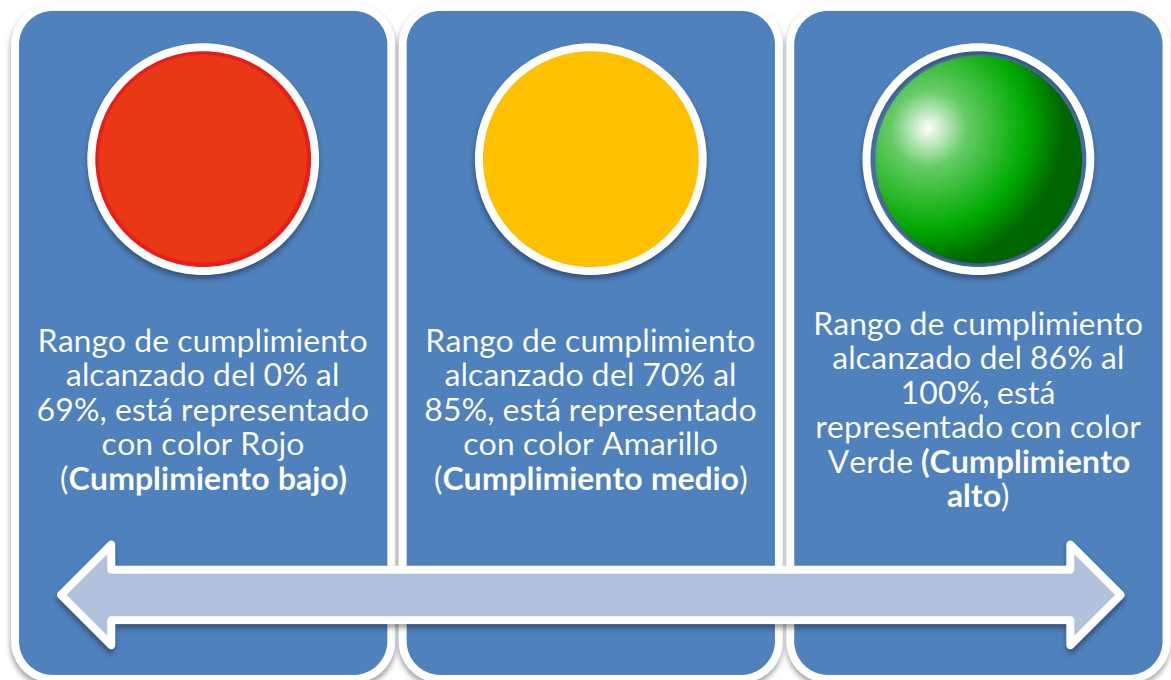 Rango de cumplimiento
alcanzado del 0% al
69%, está representado
con color Rojo
(Cumplimiento bajo)
Rango de cumplimiento
alcanzado del 70% al
85%, está representado
con color Amarillo
(Cumplimiento medio)
Rango de cumplimiento
alcanzado del 86% al
100%, está
representado con color
Verde (Cumplimiento
alto)